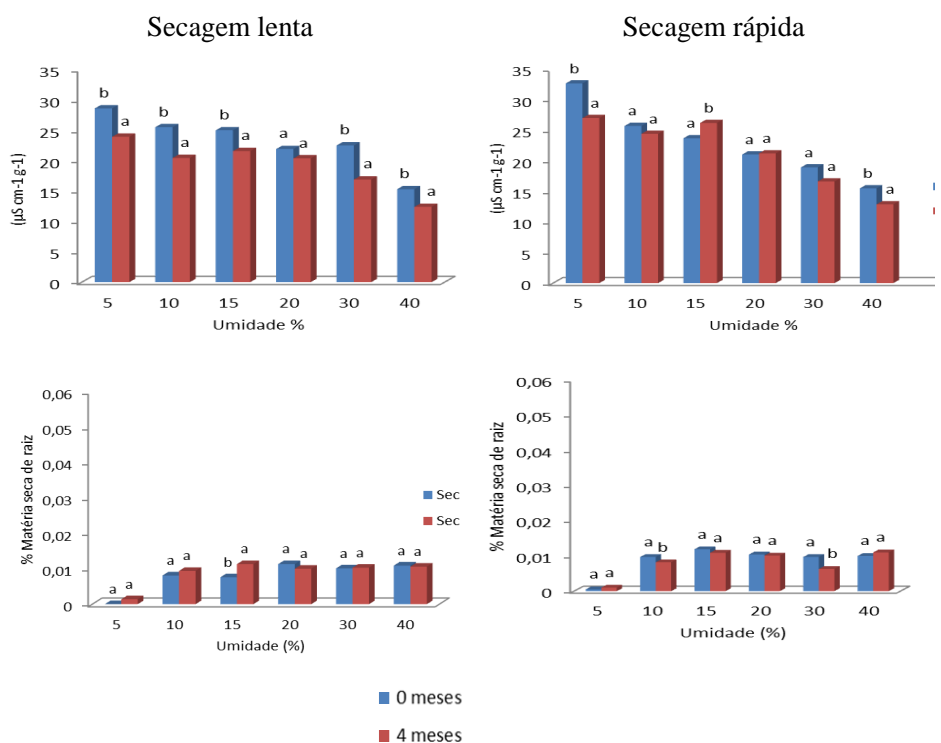 Secagem lenta
Secagem rápida
35
30
25
20
15
10
5
0
(µS cm-1 g-1)
b a b a b a a a b a b a
5 10 15 20 30 40
Umidade %
35
30
25
20
15
10
5
0
(µS cm-1 g-1)
b a a a a b a a a a a a
5 10 15 20 30 40
Umidade %
0,06
0,05
0,04
0,03
0,02
0,01
0
% Matéria seca de raiz
Sec
Sec
a a a a b a a a a a a a
5 10 15 20 30 40
Umidade (%)
0,06
0,05
0,04
0,03
0,02
0,01
0
% Matéria seca de raiz
a a a b a a a a a b a a
5 10 15 20 30 40
Umidade (%)
0 meses
4 meses